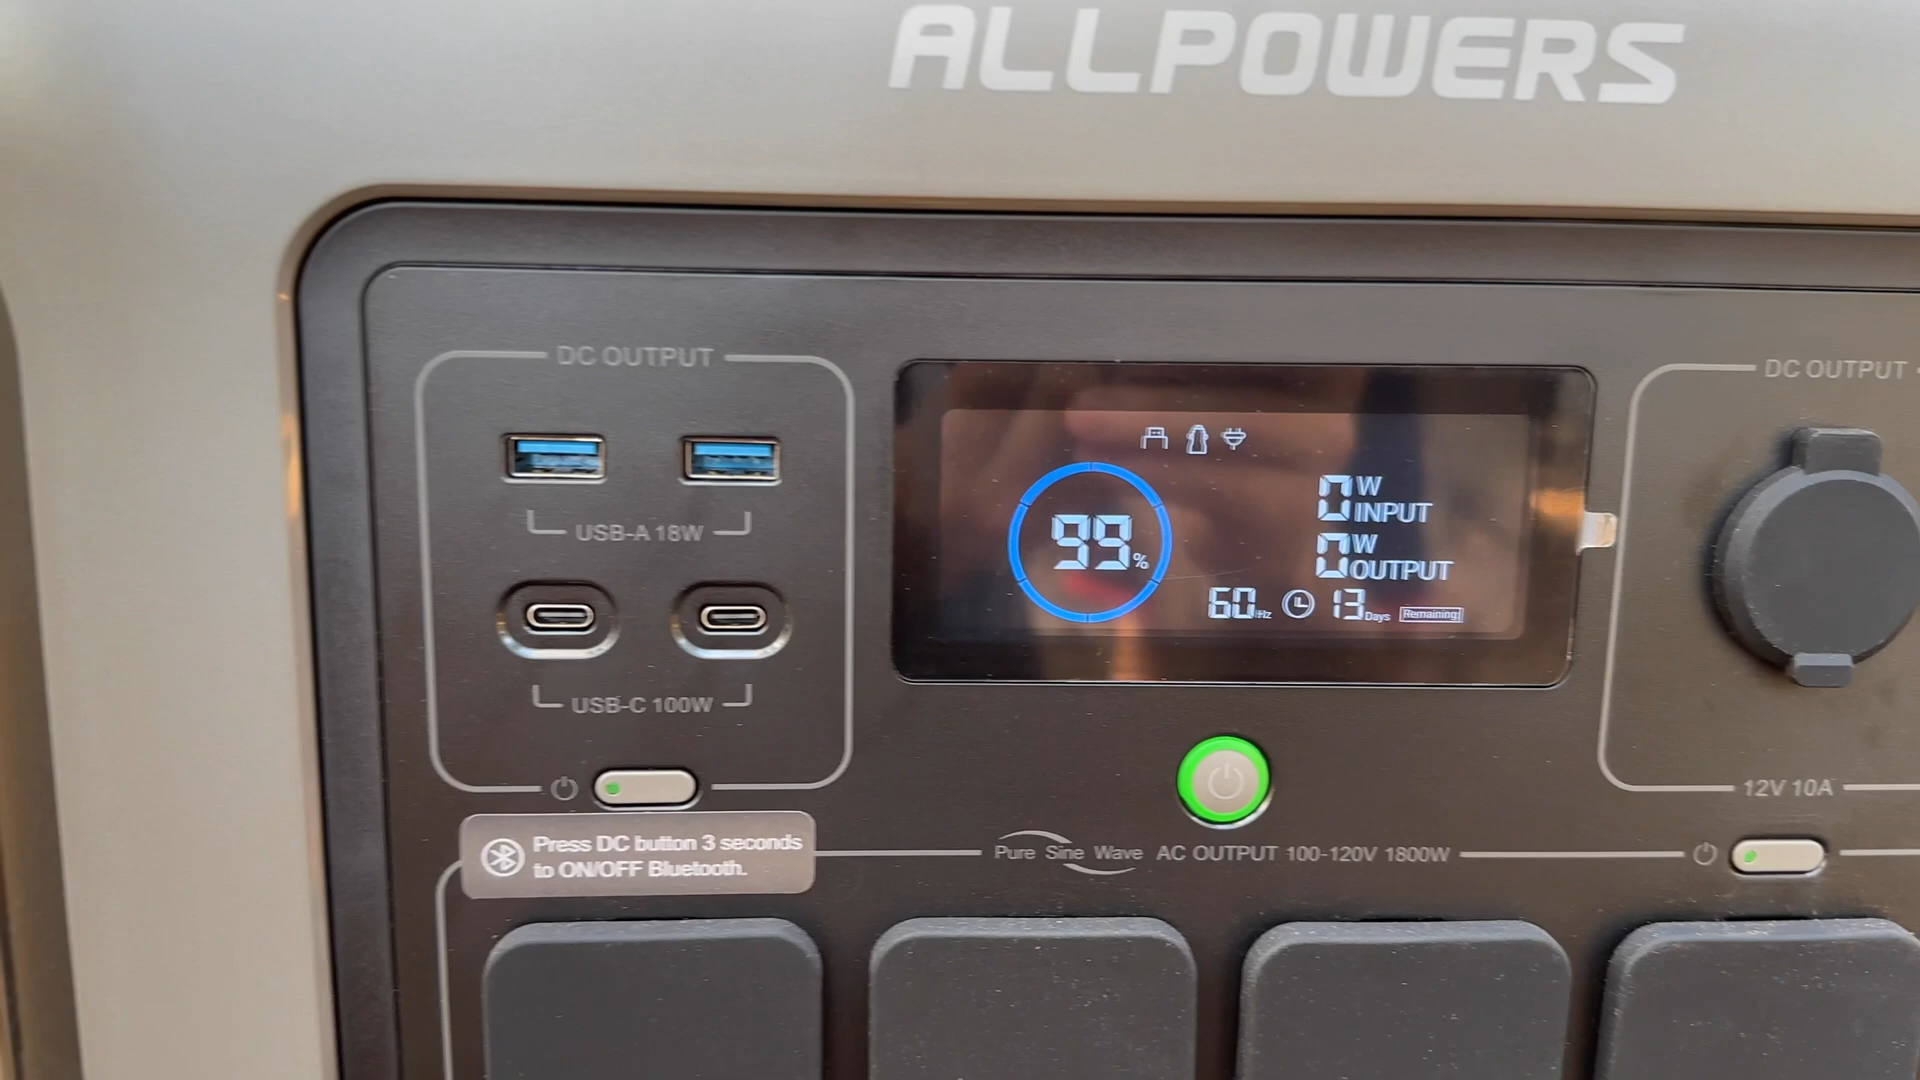 ALLPOWERS
DC OUTPUT
USB-A 18W
USB-C 100W
99%
0W
INPUT
0W
OUTPUT
60Hz 13Days Remaining
DC OUTPUT
12V 10A
Press DC button 3 seconds
to ON/OFF Bluetooth.
Pure Sine Wave AC OUTPUT 100-120V 1800W